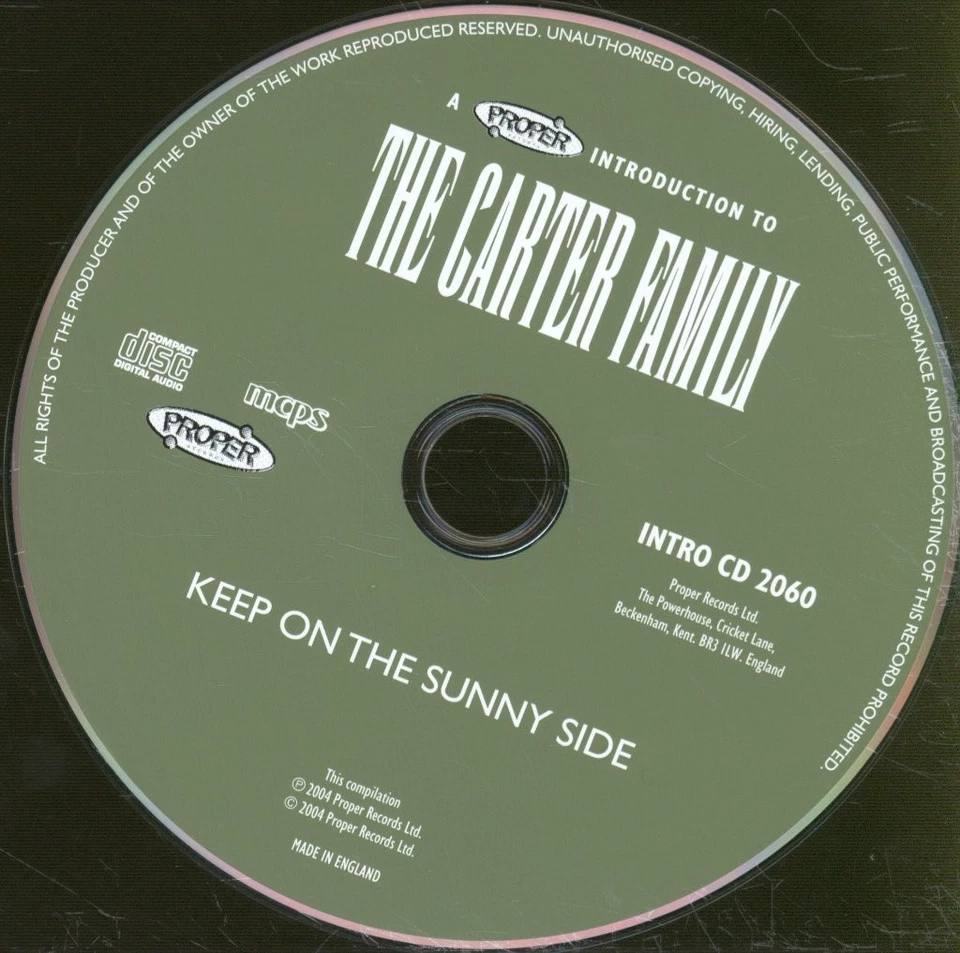 ALL RIGHTS OF THE PRODUCER AND OF THE OWNER OF THE WORK REPRODUCED RESERVED. UNAUTHORISED COPYING, HIRING, LENDING, PUBLIC PERFORMANCE AND BROADCASTING OF THIS RECORD PROHIBITED.
A PROPER RECORDS INTRODUCTION TO
THE CARTER FAMILY
COMPACT
disc
DIGITAL AUDIO
mcps
PROPER
RECORDS
INTRO CD 2060
Proper Records Ltd.
The Powerhouse, Cricket Lane,
Beckenham, Kent. BR3 1LW. England
KEEP ON THE SUNNY SIDE
This compilation
℗ 2004 Proper Records Ltd.
© 2004 Proper Records Ltd.
MADE IN ENGLAND